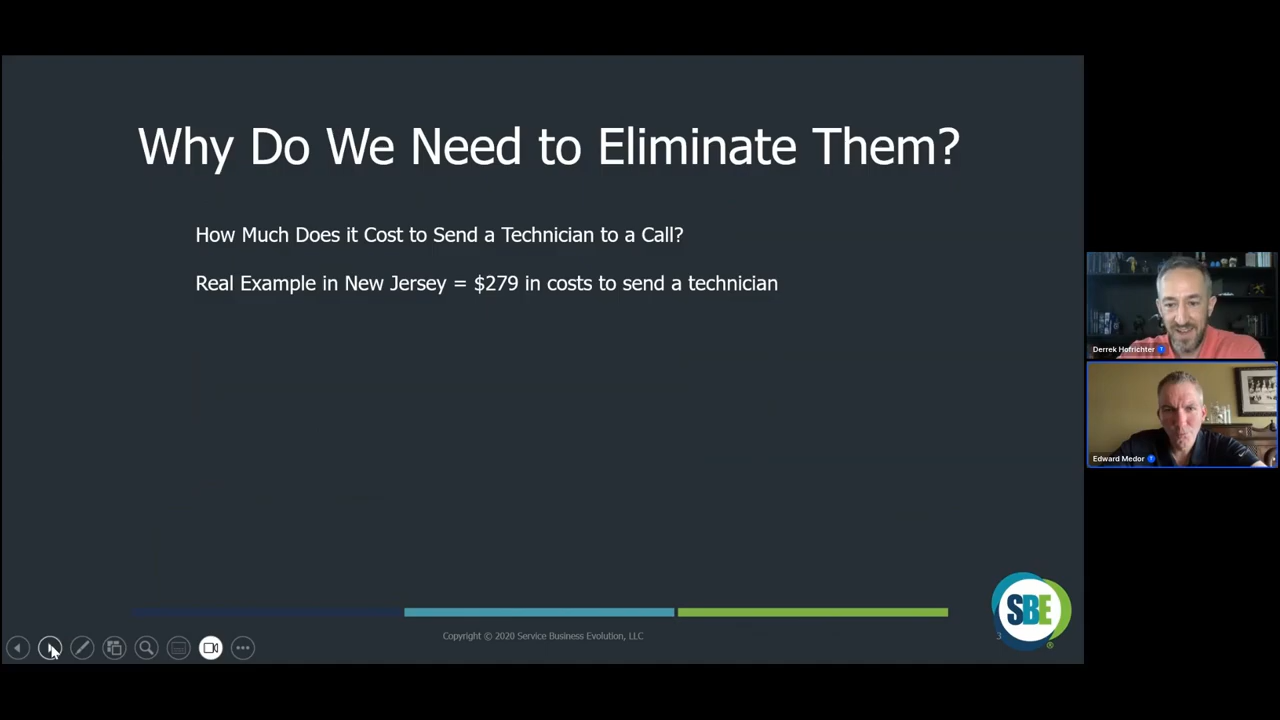 Why Do We Need to Eliminate Them?
How Much Does it Cost to Send a Technician to a Call?
Real Example in New Jersey = $279 in costs to send a technician
Derrek Hofrichter
Edward Medor
SBE
®
Copyright © 2020 Service Business Evolution, LLC
3